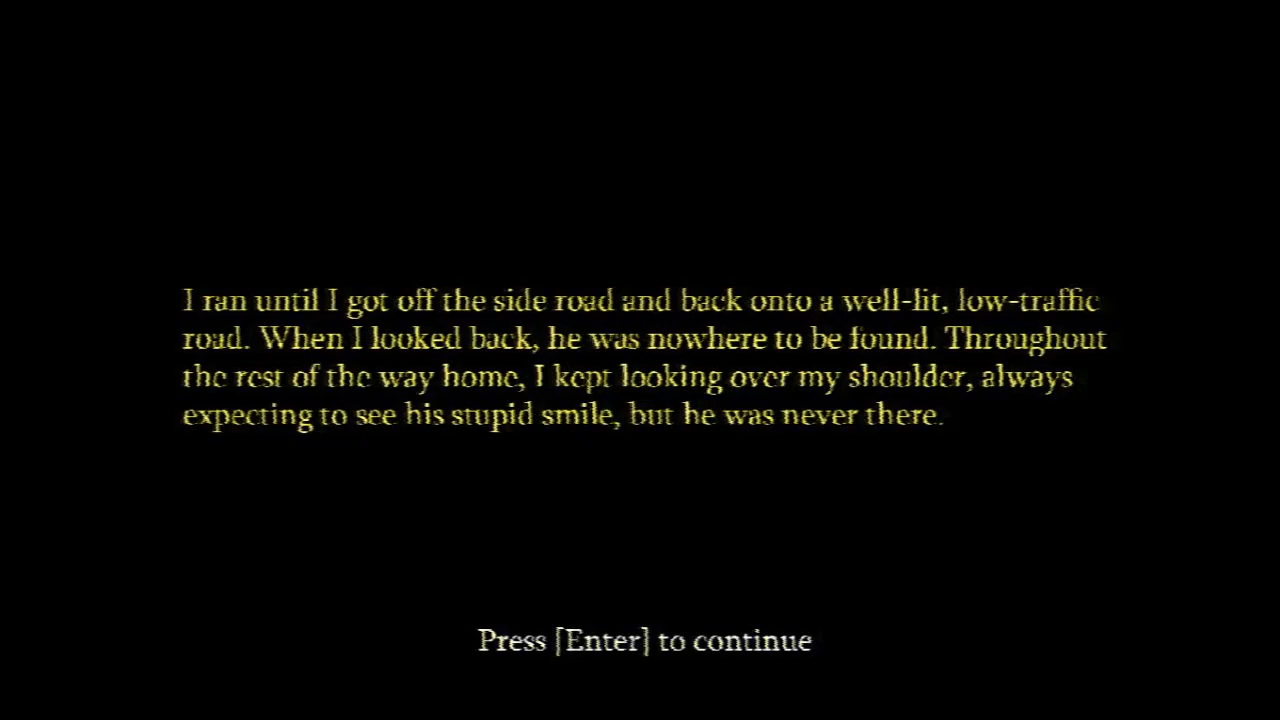 I ran until I got off the side road and back onto a well-lit, low-traffic
road. When I looked back, he was nowhere to be found. Throughout
the rest of the way home, I kept looking over my shoulder, always
expecting to see his stupid smile, but he was never there.
Press [Enter] to continue